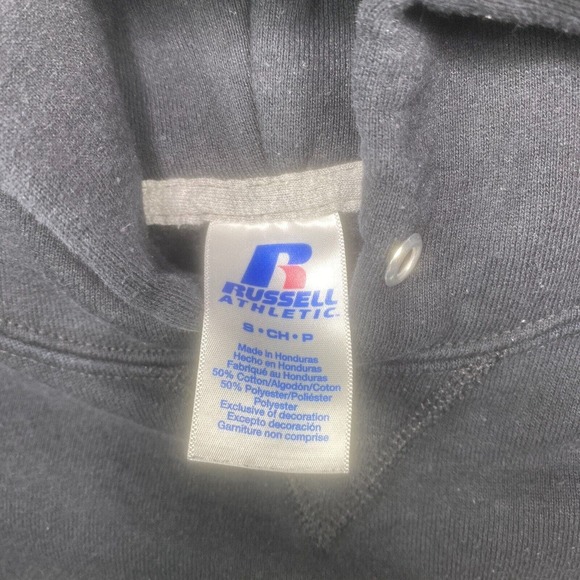 R
RUSSELL
ATHLETIC
S • CH • P
Made in Honduras
Hecho en Honduras
Fabriqué au Honduras
50% Cotton/Algodón/Coton
50% Polyester/Poliéster
Polyester
Exclusive of decoration
Excepto decoración
Garniture non comprise